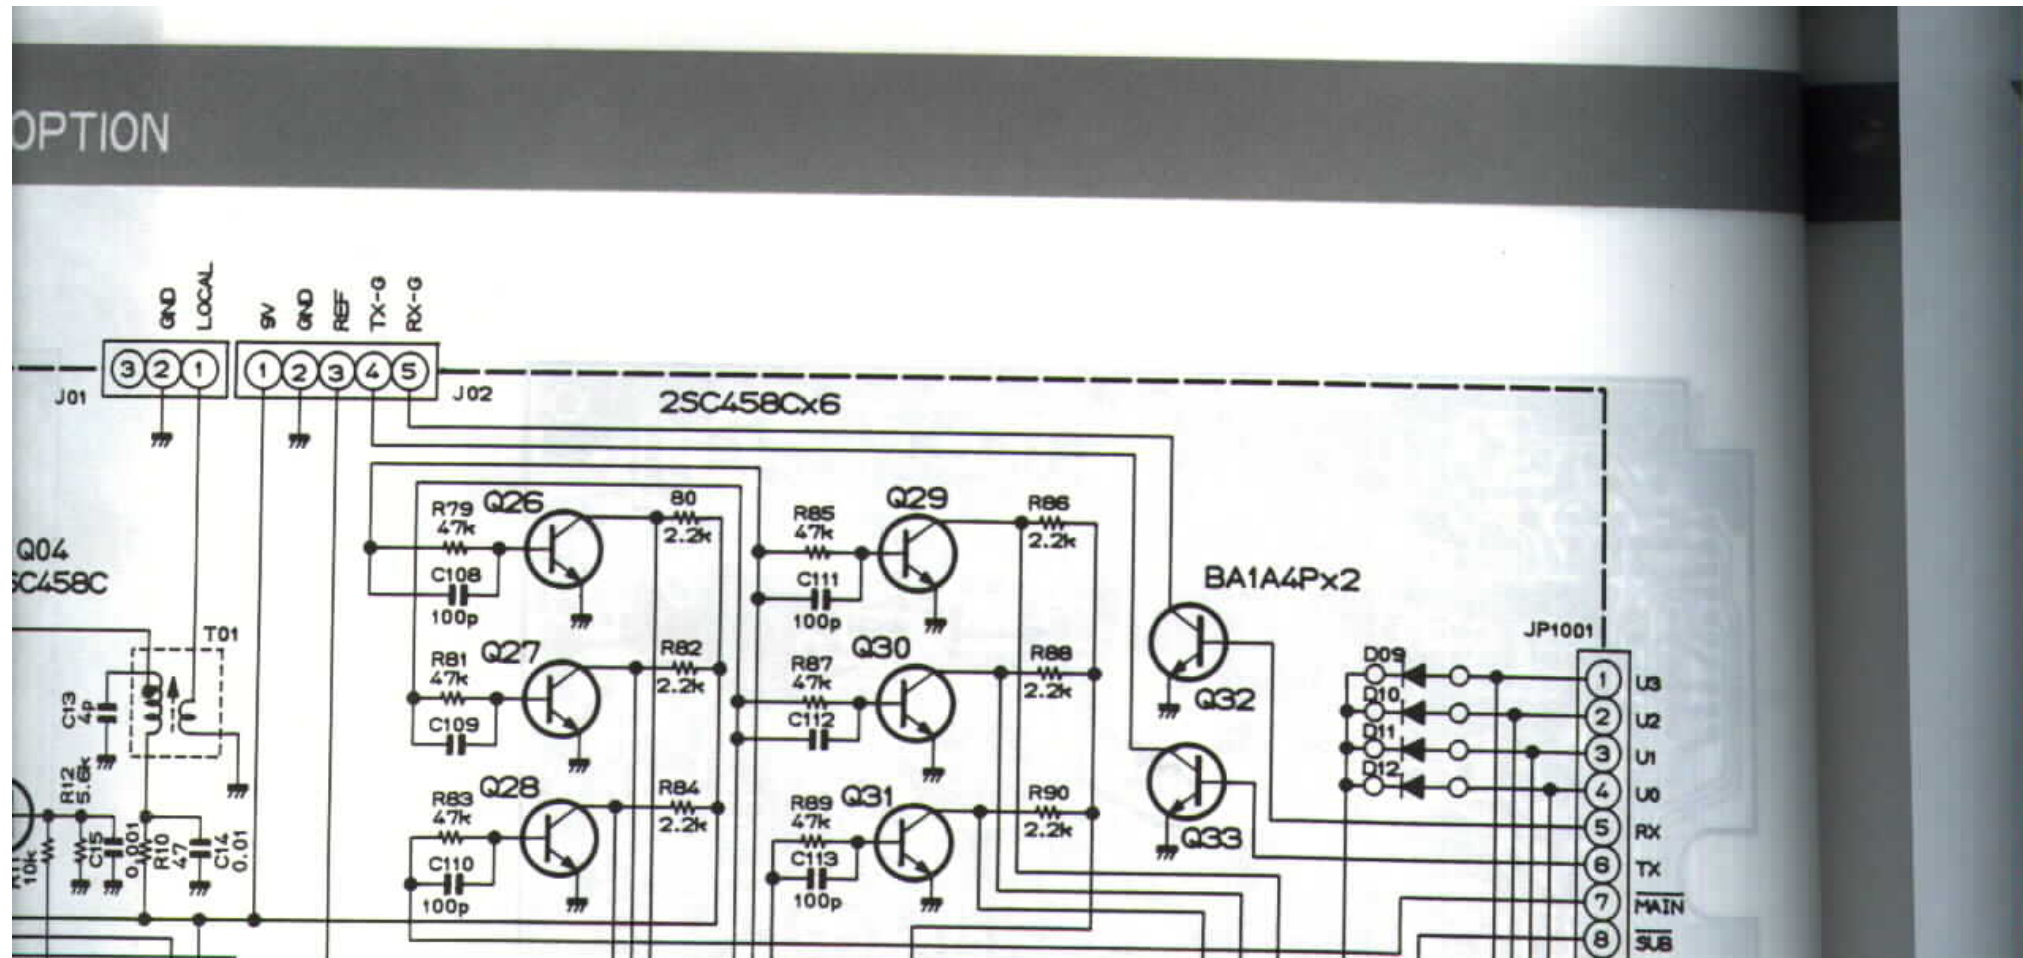 OPTION
GND
LOCAL
9V
GND
REF
TX-G
RX-G
3 2 1
1 2 3 4 5
J01
J02
2SC458Cx6
Q26
80
R79
47k
2.2k
C108
100p
Q29
R85
47k
R86
2.2k
C111
100p
Q04
SC458C
BA1A4Px2
T01
JP1001
Q27
R81
47k
R82
2.2k
C109
Q30
R87
47k
R88
2.2k
C112
Q32
C13
4p
D09
D10
D11
D12
1 U3
2 U2
3 U1
4 U0
5 RX
6 TX
7 MAIN
8 SUB
Q28
R83
47k
R84
2.2k
C110
100p
Q31
R89
47k
R90
2.2k
C113
100p
Q33
R12
5.6k
10k
C15
0.001
R10
47
C14
0.01